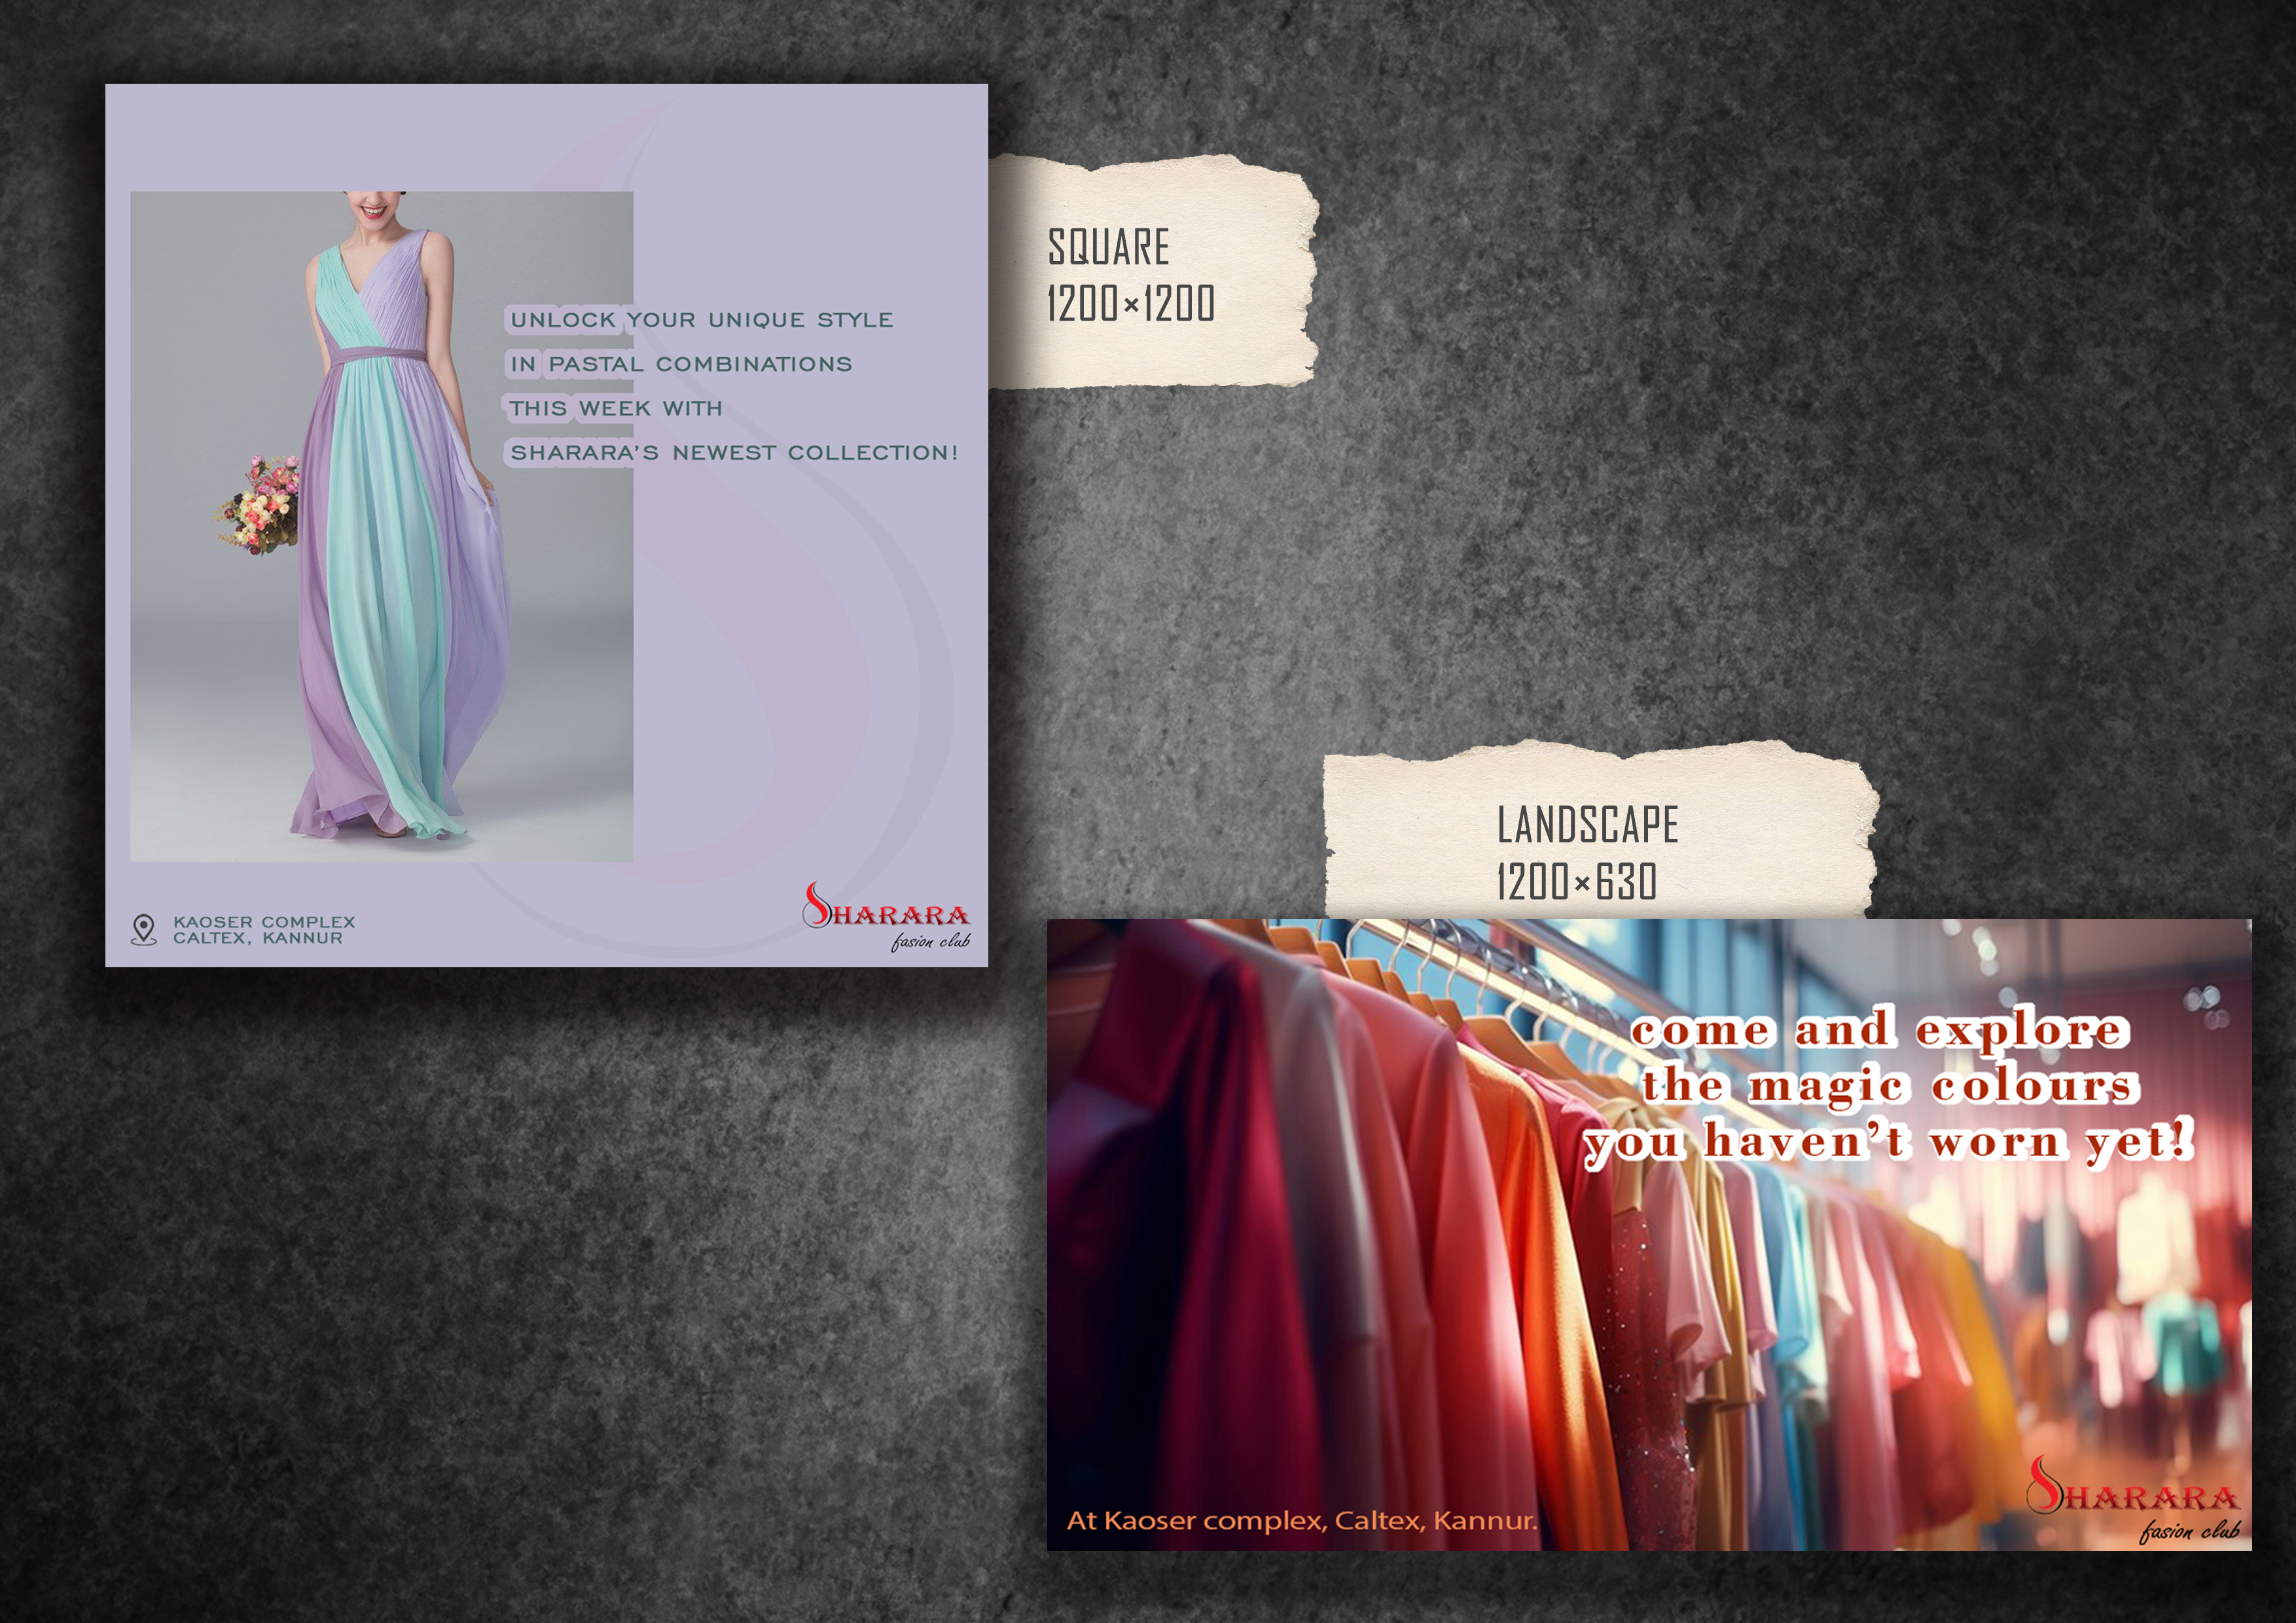 UNLOCK YOUR UNIQUE STYLE
IN PASTAL COMBINATIONS
THIS WEEK WITH
SHARARA'S NEWEST COLLECTION!
KAOSER COMPLEX
CALTEX, KANNUR
SHARARA
fasion club
SQUARE
1200×1200
LANDSCAPE
1200×630
come and explore
the magic colours
you haven't worn yet!
At Kaoser complex, Caltex, Kannur.
SHARARA
fasion club